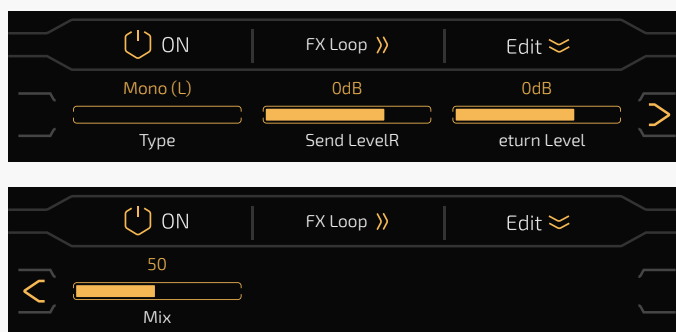 ON FX Loop Edit
Mono (L) 0dB 0dB
Type Send LevelR eturn Level
ON FX Loop Edit
50
Mix